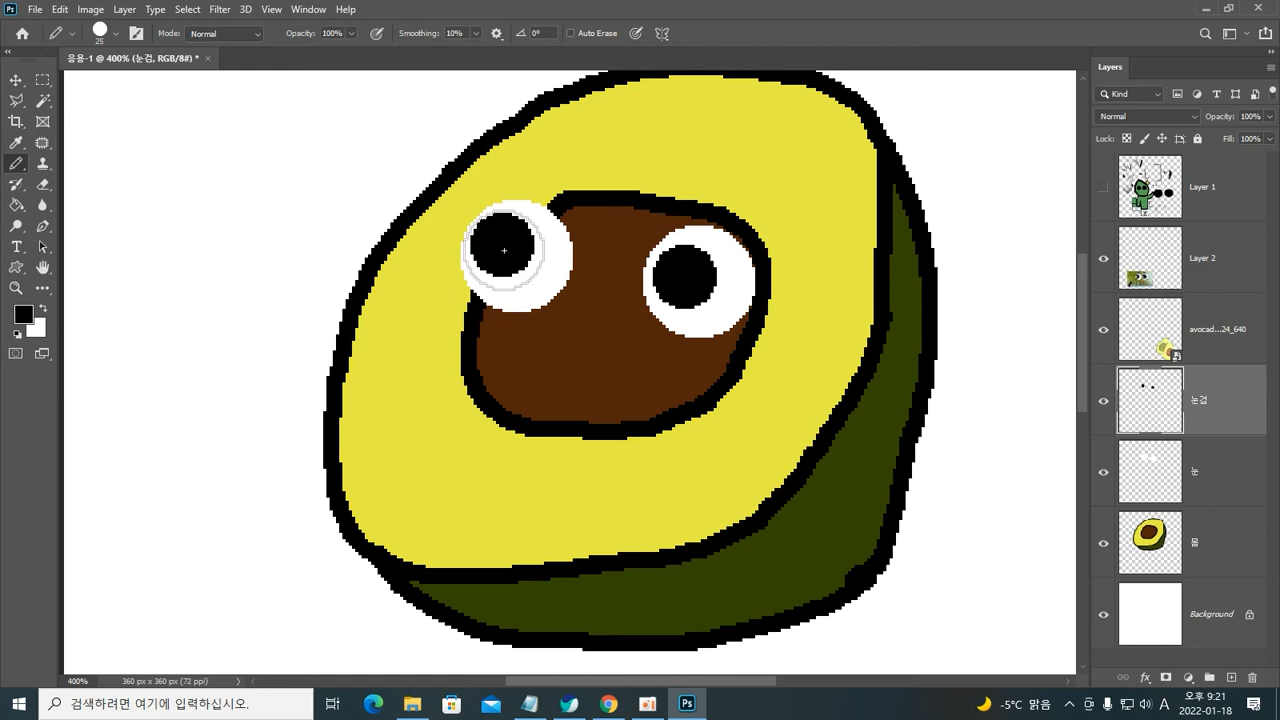 Ps File Edit Image Layer Type Select Filter 3D View Window Help
25 Mode: Normal Opacity: 100% Smoothing: 10% 0° Auto Erase
응용-1 @ 400% (눈검, RGB/8#) * ×
Layers
Kind
Normal Opacity: 100%
Lock: Fill: 100%
Layer 1
Layer 2
avocad...24_640
눈검
눈
몸
Background
400% 360 px x 360 px (72 ppi)
검색하려면 여기에 입력하십시오.
Ps
-5°C 맑음 A 오후 9:21
2022-01-18